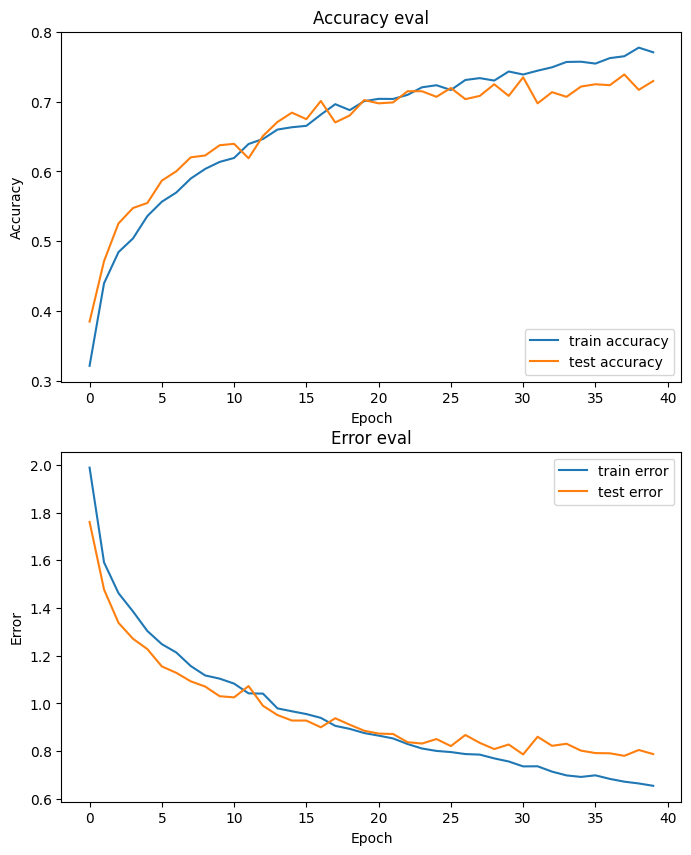 Accuracy eval
0.8
0.7
0.6
0.5
0.4
0.3
Accuracy
train accuracy
test accuracy
0 5 10 15 20 25 30 35 40
Epoch
Error eval
2.0
1.8
1.6
1.4
1.2
1.0
0.8
0.6
Error
train error
test error
0 5 10 15 20 25 30 35 40
Epoch